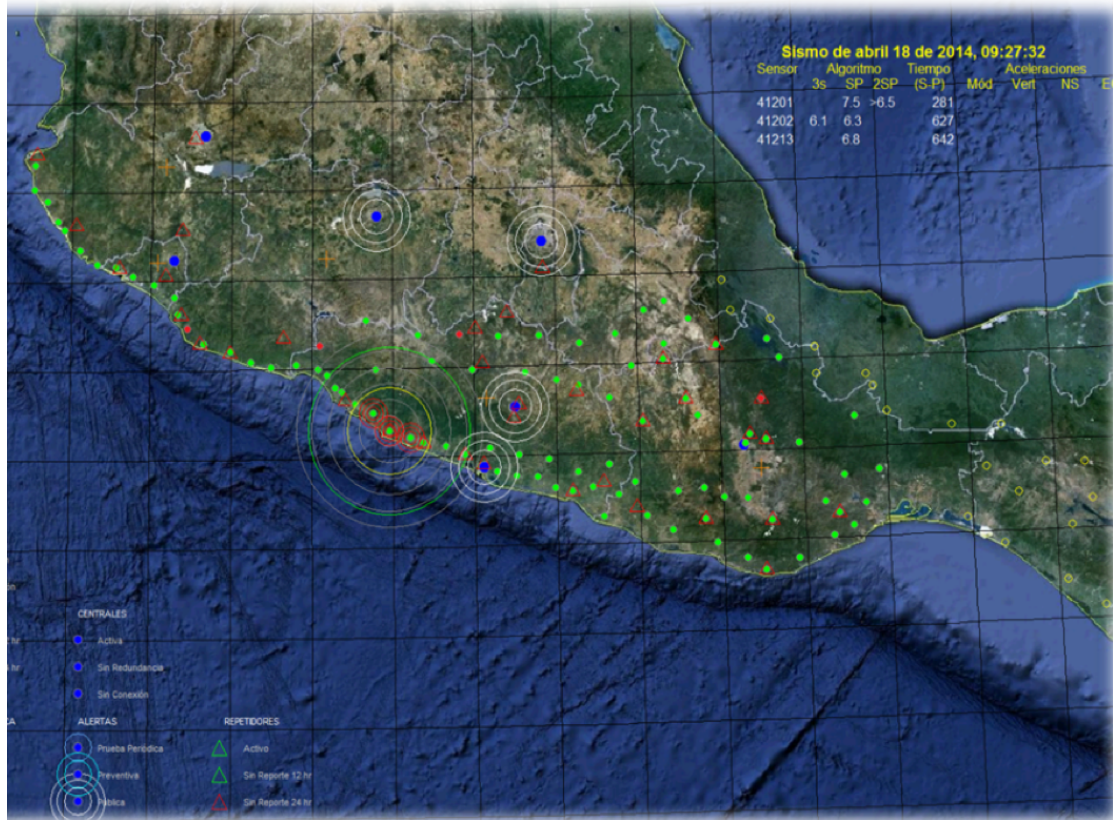 Sismo de abril 18 de 2014, 09:27:32
Sensor Algoritmo Tiempo Aceleraciones
3s SP 2SP (S-P) Mód Vert NS
41201 7.5 >6.5 281
41202 6.1 6.3 627
41213 6.8 642
CENTRALES
hr Activa
hr Sin Redundancia
Sin Conexión
ALERTAS REPETIDORES
Prueba Periódica Activo
Preventiva Sin Reporte 12 hr
Pública Sin Reporte 24 hr